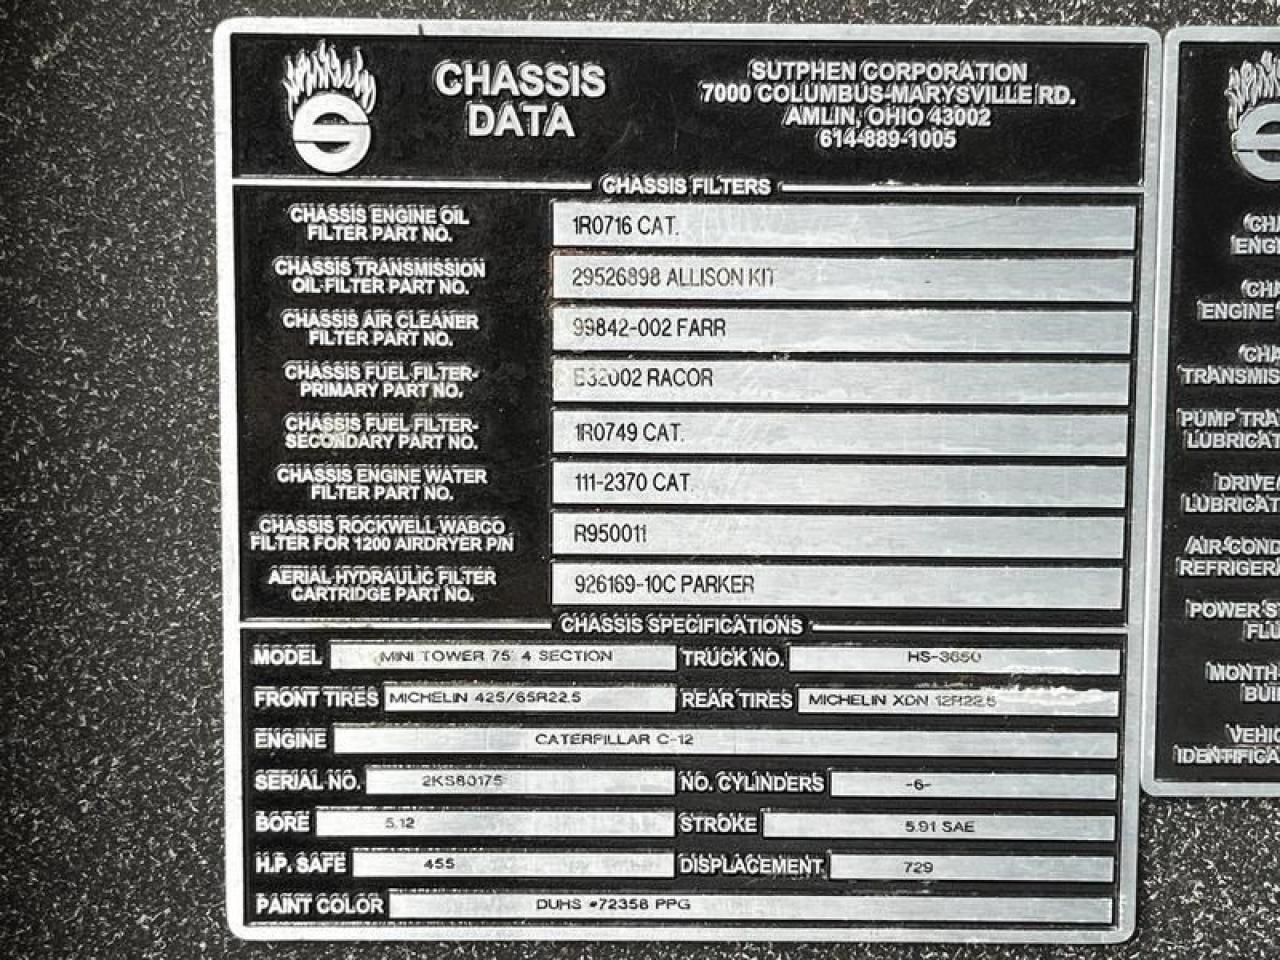 CHASSIS
DATA
SUTPHEN CORPORATION
7000 COLUMBUS-MARYSVILLE RD.
AMLIN, OHIO 43002
614-889-1005
CHASSIS FILTERS
CHASSIS ENGINE OIL
FILTER PART NO.
1R0716 CAT.
CHASSIS TRANSMISSION
OIL FILTER PART NO.
29526898 ALLISON KIT
CHASSIS AIR CLEANER
FILTER PART NO.
99842-002 FARR
CHASSIS FUEL FILTER-
PRIMARY PART NO.
E32002 RACOR
CHASSIS FUEL FILTER-
SECONDARY PART NO.
1R0749 CAT.
CHASSIS ENGINE WATER
FILTER PART NO.
111-2370 CAT.
CHASSIS ROCKWELL WABCO
FILTER FOR 1200 AIRDRYER P/N
R950011
AERIAL HYDRAULIC FILTER
CARTRIDGE PART NO.
926169-10C PARKER
CHASSIS SPECIFICATIONS
MODEL MINI TOWER 75' 4 SECTION TRUCK NO. HS-3650
FRONT TIRES MICHELIN 425/65R22.5 REAR TIRES MICHELIN XDN 12R22.5
ENGINE CATERPILLAR C-12
SERIAL NO. 2KS80175 NO. CYLINDERS -6-
BORE 5.12 STROKE 5.91 SAE
H.P. SAFE 455 DISPLACEMENT 729
PAINT COLOR DUHS #72358 PPG
ENGINE
PUMP
POWER